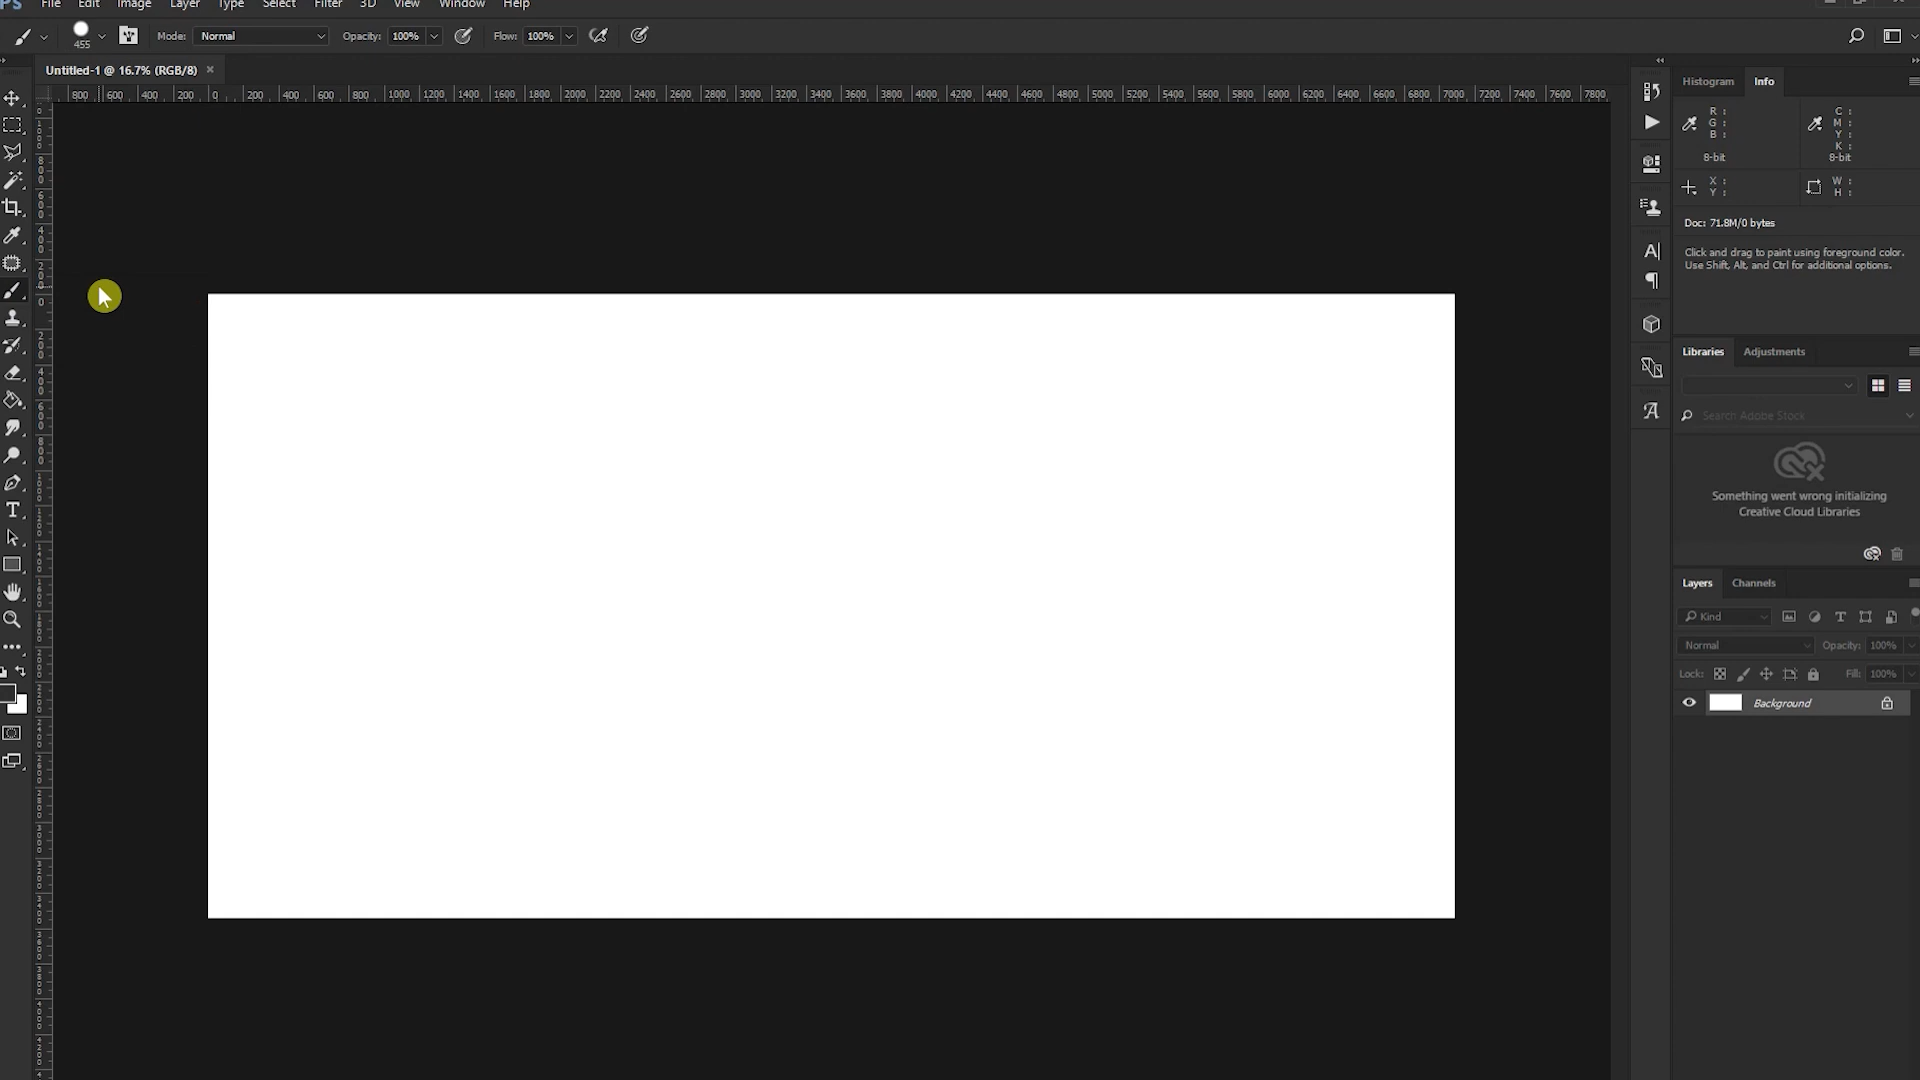 PS File Edit Image Layer Type Select Filter 3D View Window Help
455 Mode: Normal Opacity: 100% Flow: 100%
Untitled-1 @ 16.7% (RGB/8) ×
800 600 400 200 0 200 400 600 800 1000 1200 1400 1600 1800 2000 2200 2400 2600 2800 3000 3200 3400 3600 3800 4000 4200 4400 4600 4800 5000 5200 5400 5600 5800 6000 6200 6400 6600 6800 7000 7200 7400 7600 7800
Histogram Info
R : C :
G : M :
B : Y :
K :
8-bit 8-bit
X : W :
Y : H :
Doc: 71.8M/0 bytes
Click and drag to paint using foreground color.
Use Shift, Alt, and Ctrl for additional options.
Libraries Adjustments
Search Adobe Stock
Something went wrong initializing
Creative Cloud Libraries
Layers Channels
Kind
Normal Opacity: 100%
Lock: Fill: 100%
Background